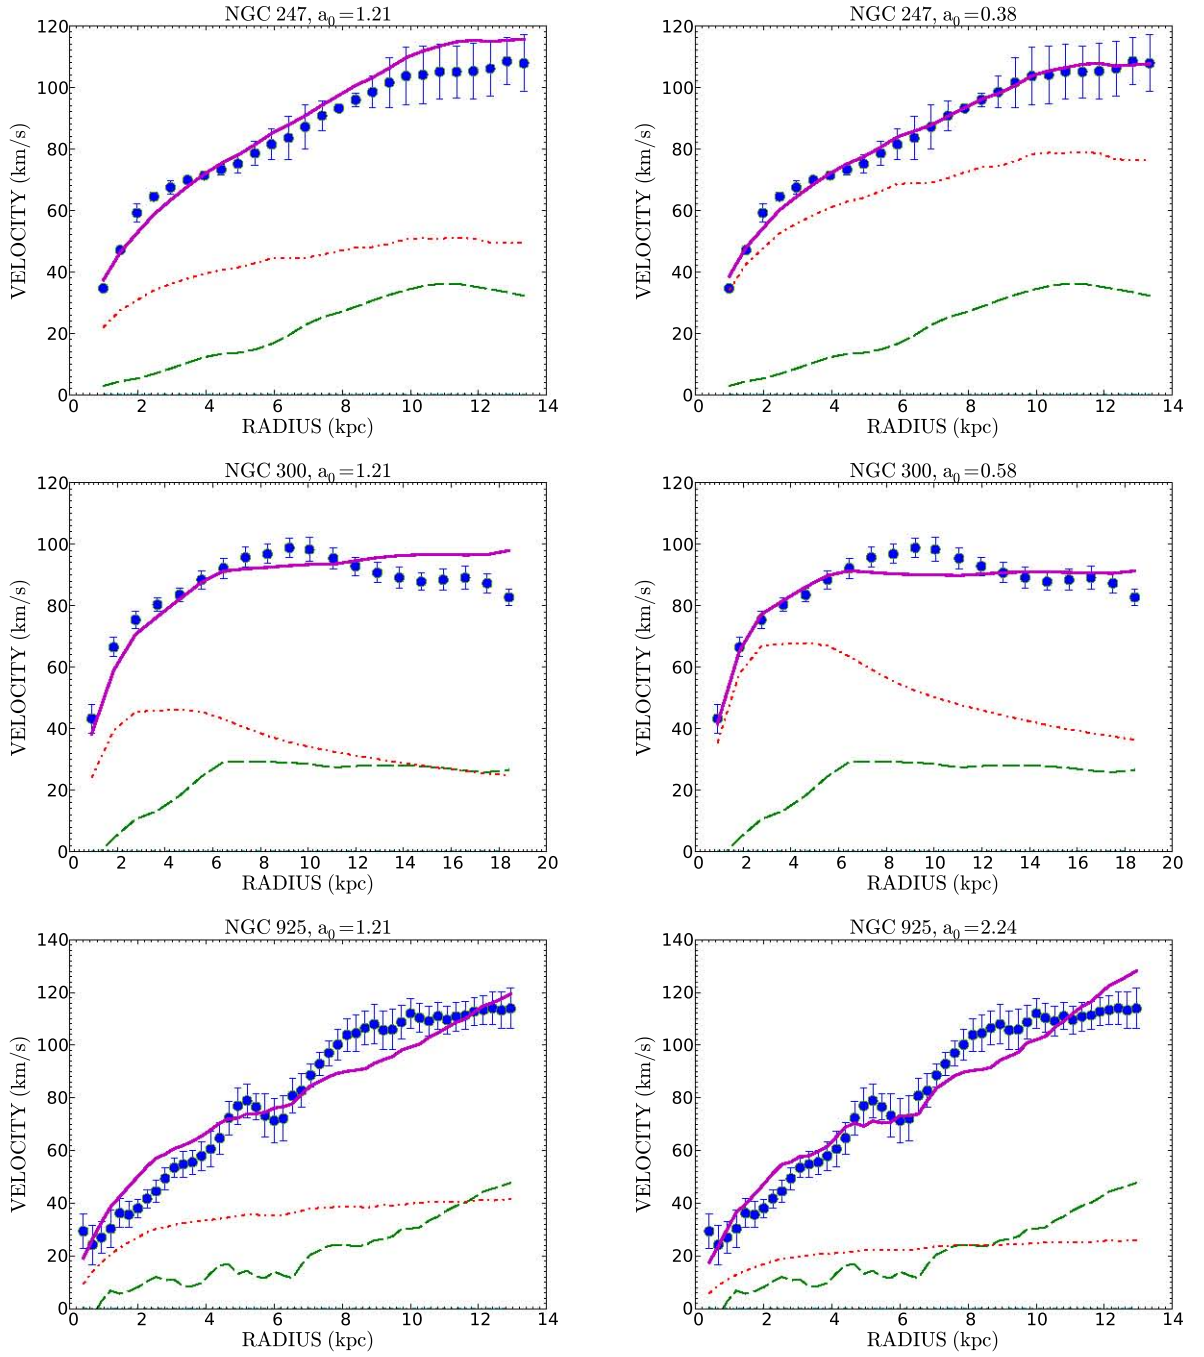 NGC 247, a0=1.21
120
100
80
60
40
20
0
VELOCITY (km/s)
0 2 4 6 8 10 12 14
RADIUS (kpc)
NGC 247, a0=0.38
120
100
80
60
40
20
0
VELOCITY (km/s)
0 2 4 6 8 10 12 14
RADIUS (kpc)
NGC 300, a0=1.21
120
100
80
60
40
20
0
VELOCITY (km/s)
0 2 4 6 8 10 12 14 16 18 20
RADIUS (kpc)
NGC 300, a0=0.58
120
100
80
60
40
20
0
VELOCITY (km/s)
0 2 4 6 8 10 12 14 16 18 20
RADIUS (kpc)
NGC 925, a0=1.21
140
120
100
80
60
40
20
0
VELOCITY (km/s)
0 2 4 6 8 10 12 14
RADIUS (kpc)
NGC 925, a0=2.24
140
120
100
80
60
40
20
0
VELOCITY (km/s)
0 2 4 6 8 10 12 14
RADIUS (kpc)